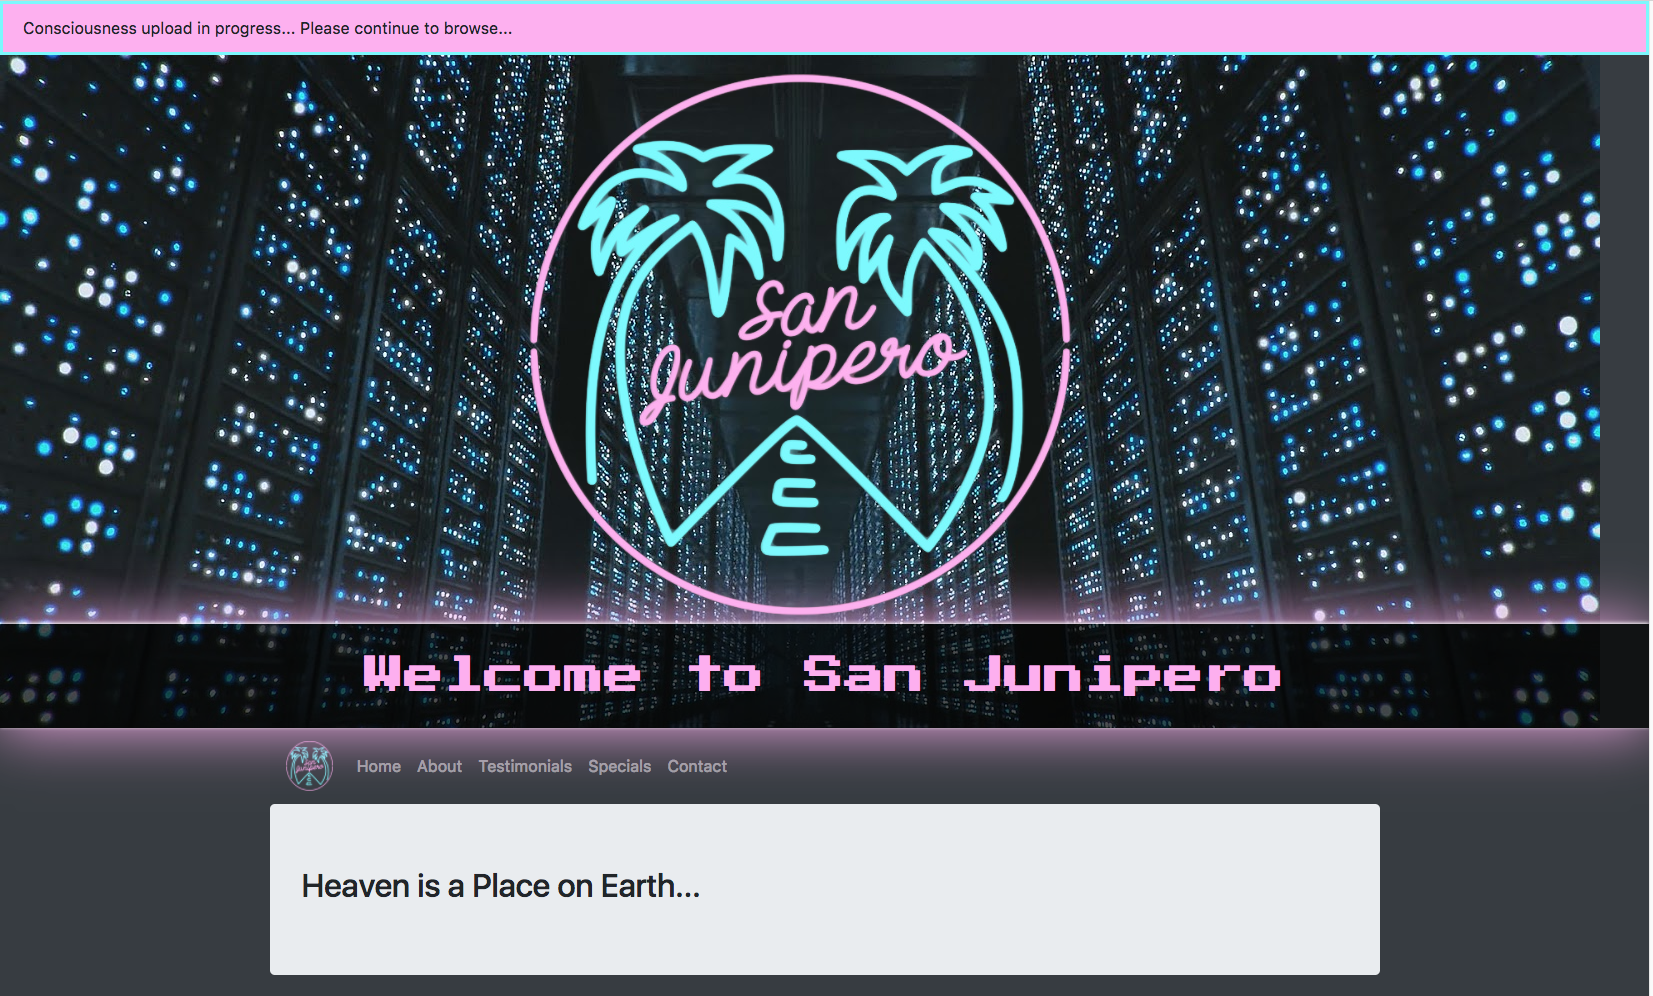 Consciousness upload in progress... Please continue to browse...
San
Junipero
Welcome to San Junipero
Home About Testimonials Specials Contact
Heaven is a Place on Earth...